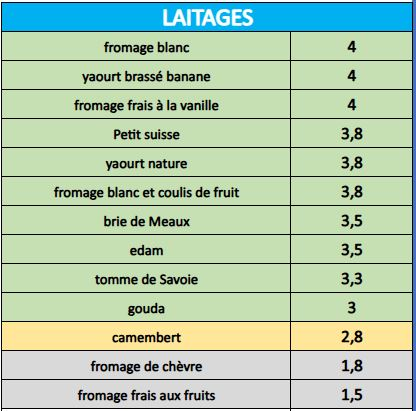 LAITAGES
fromage blanc 4
yaourt brassé banane 4
fromage frais à la vanille 4
Petit suisse 3,8
yaourt nature 3,8
fromage blanc et coulis de fruit 3,8
brie de Meaux 3,5
edam 3,5
tomme de Savoie 3,3
gouda 3
camembert 2,8
fromage de chèvre 1,8
fromage frais aux fruits 1,5